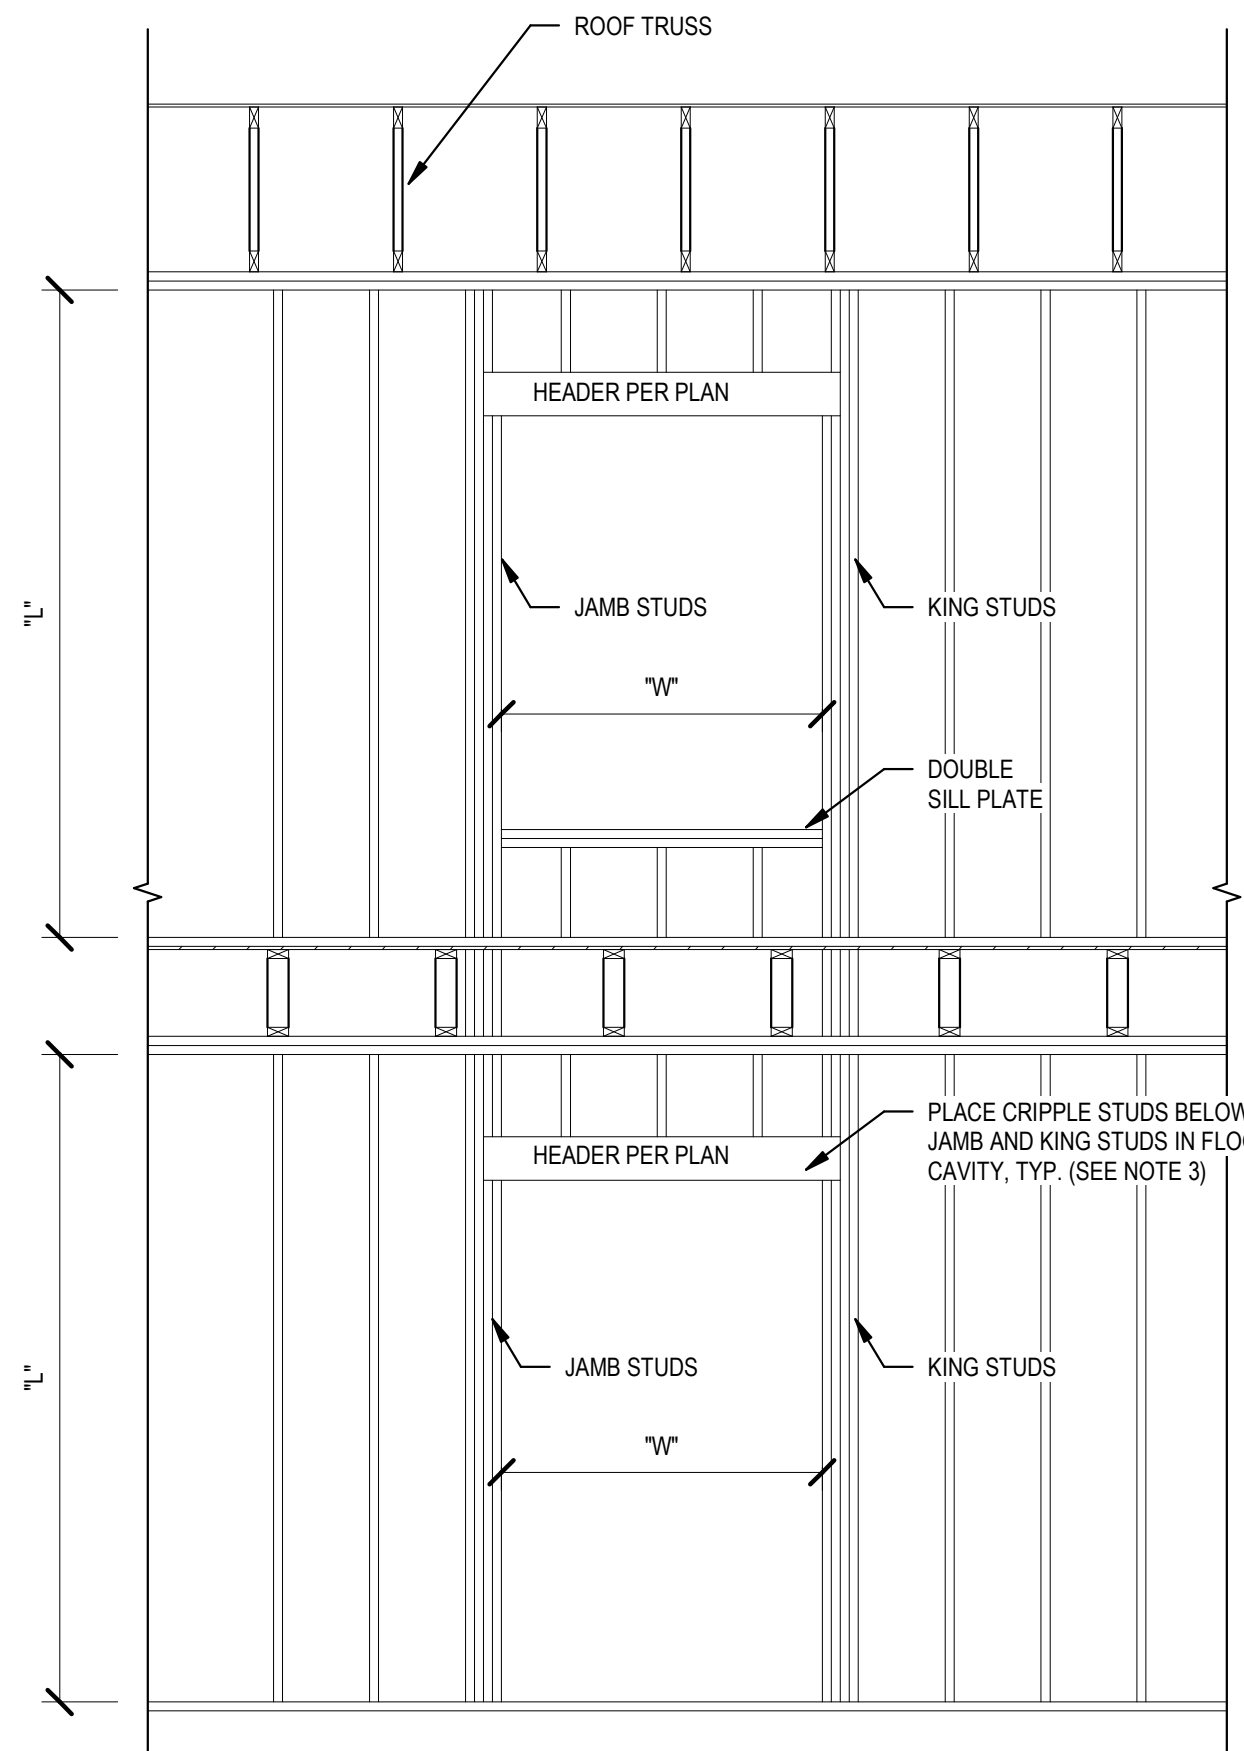 ROOF TRUSS
HEADER PER PLAN
"L"
JAMB STUDS
KING STUDS
"W"
DOUBLE
SILL PLATE
PLACE CRIPPLE STUDS BELOW
JAMB AND KING STUDS IN
CAVITY, TYP. (SEE NOTE 3)
HEADER PER PLAN
"L"
JAMB STUDS
KING STUDS
"W"